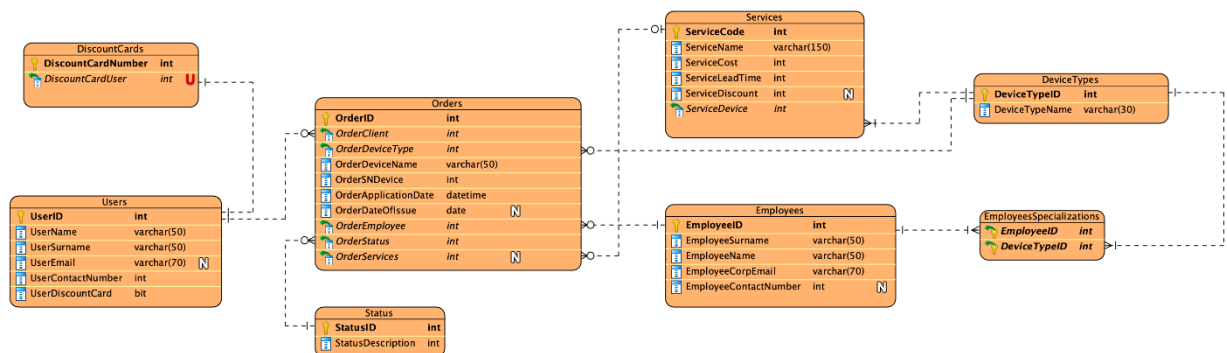 DiscountCards
DiscountCardNumber int
DiscountCardUser int U
Users
UserID int
UserName varchar(50)
UserSurname varchar(50)
UserEmail varchar(70) N
UserContactNumber int
UserDiscountCard bit
Orders
OrderID int
OrderClient int
OrderDeviceType int
OrderDeviceName varchar(50)
OrderSNDevice int
OrderApplicationDate datetime
OrderDateOfIssue date N
OrderEmployee int
OrderStatus int
OrderServices int N
Status
StatusID int
StatusDescription int
Services
ServiceCode int
ServiceName varchar(150)
ServiceCost int
ServiceLeadTime int
ServiceDiscount int N
ServiceDevice int
Employees
EmployeeID int
EmployeeSurname varchar(50)
EmployeeName varchar(50)
EmployeeCorpEmail varchar(70)
EmployeeContactNumber int N
DeviceTypes
DeviceTypeID int
DeviceTypeName varchar(30)
EmployeesSpecializations
EmployeeID int
DeviceTypeID int